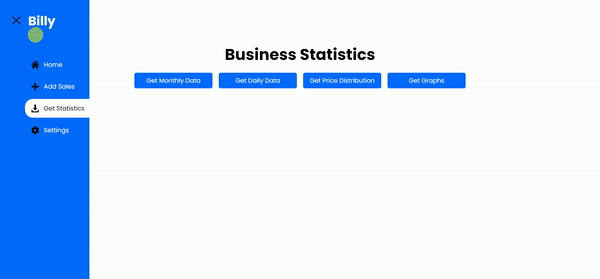 Billy
Home
Add Sales
Get Statistics
Settings
Business Statistics
Get Monthly Data Get Daily Data Get Price Distribution Get Graphs